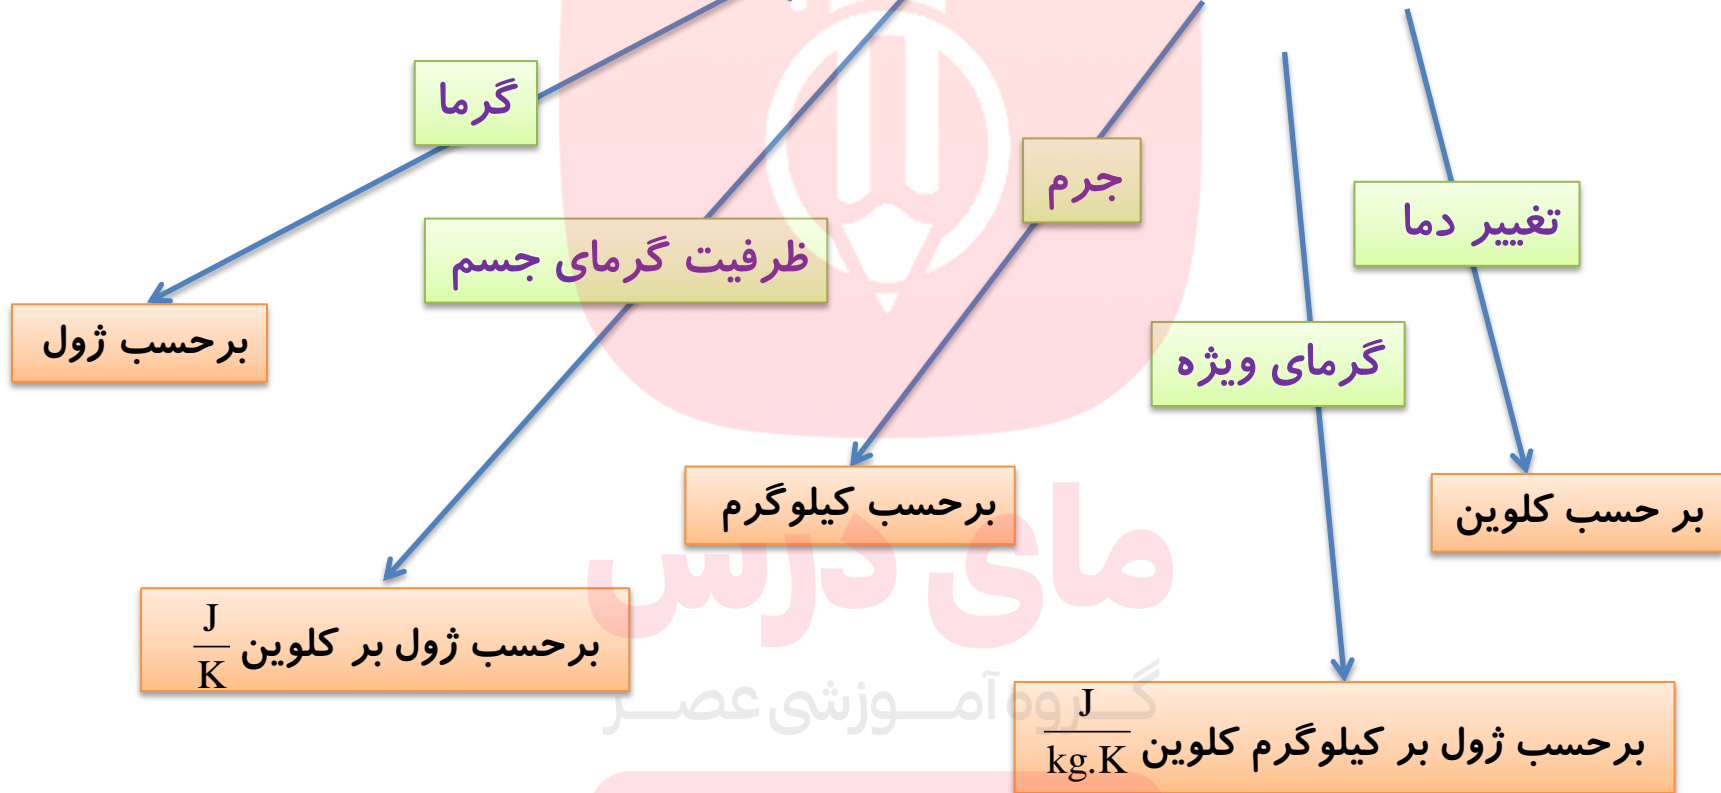 گرما
جرم
تغییر دما
ظرفیت گرمای جسم
برحسب ژول
گرمای ویژه
برحسب کیلوگرم
بر حسب کلوین
مای درس
برحسب ژول بر کلوین J/K
گروه آموزشی عصر
برحسب ژول بر کیلوگرم کلوین J/kg.K